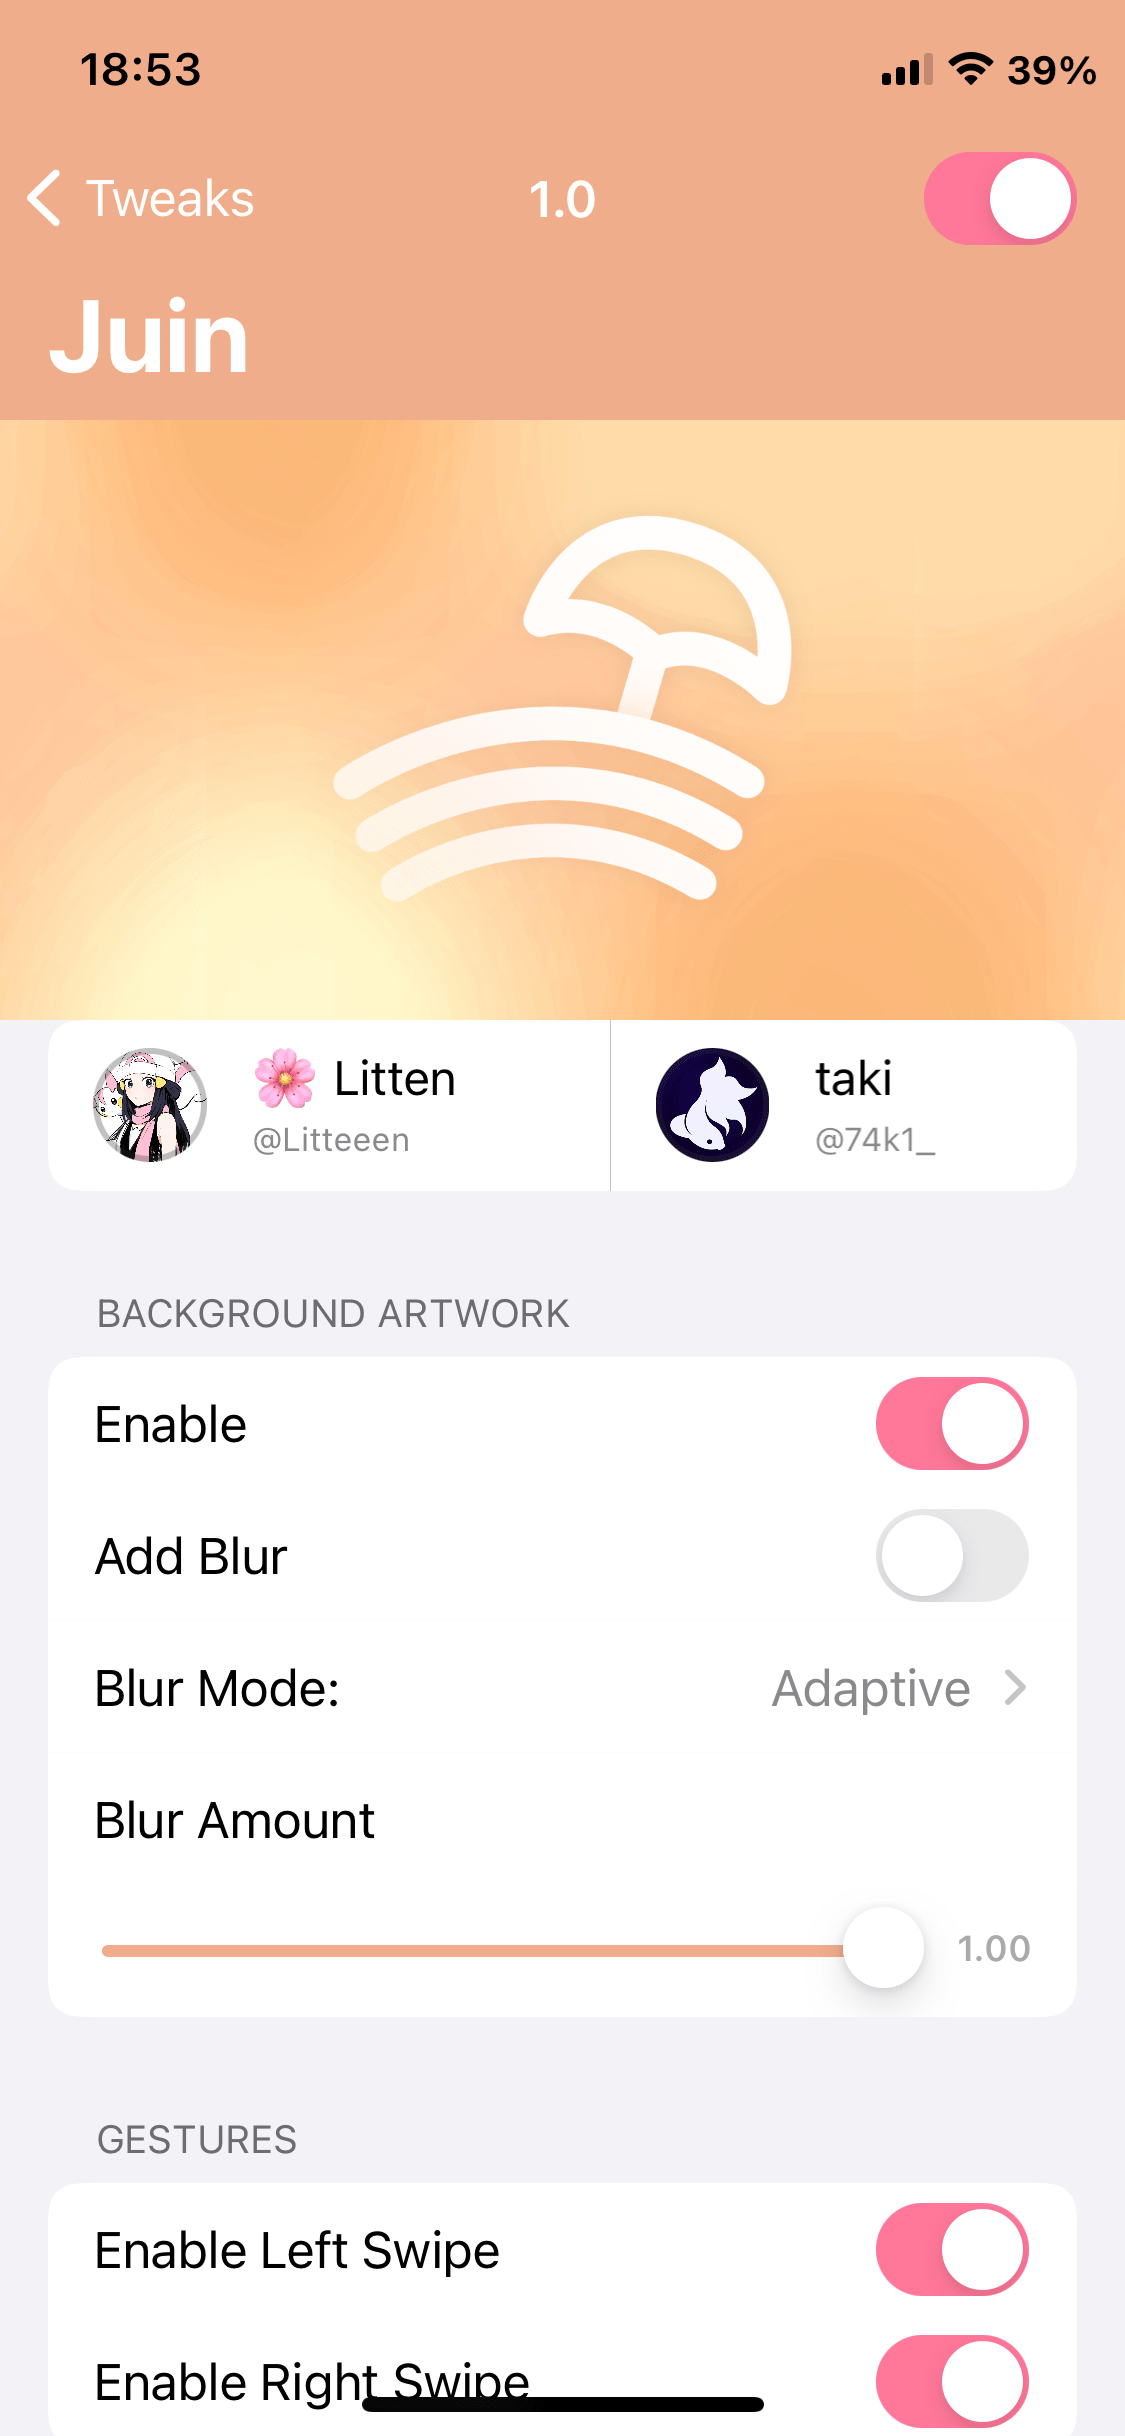 18:53
39%
Tweaks
1.0
Juin
🌸 Litten
@Litteeen
taki
@74k1_
BACKGROUND ARTWORK
Enable
Add Blur
Blur Mode:
Adaptive
Blur Amount
1.00
GESTURES
Enable Left Swipe
Enable Right Swipe